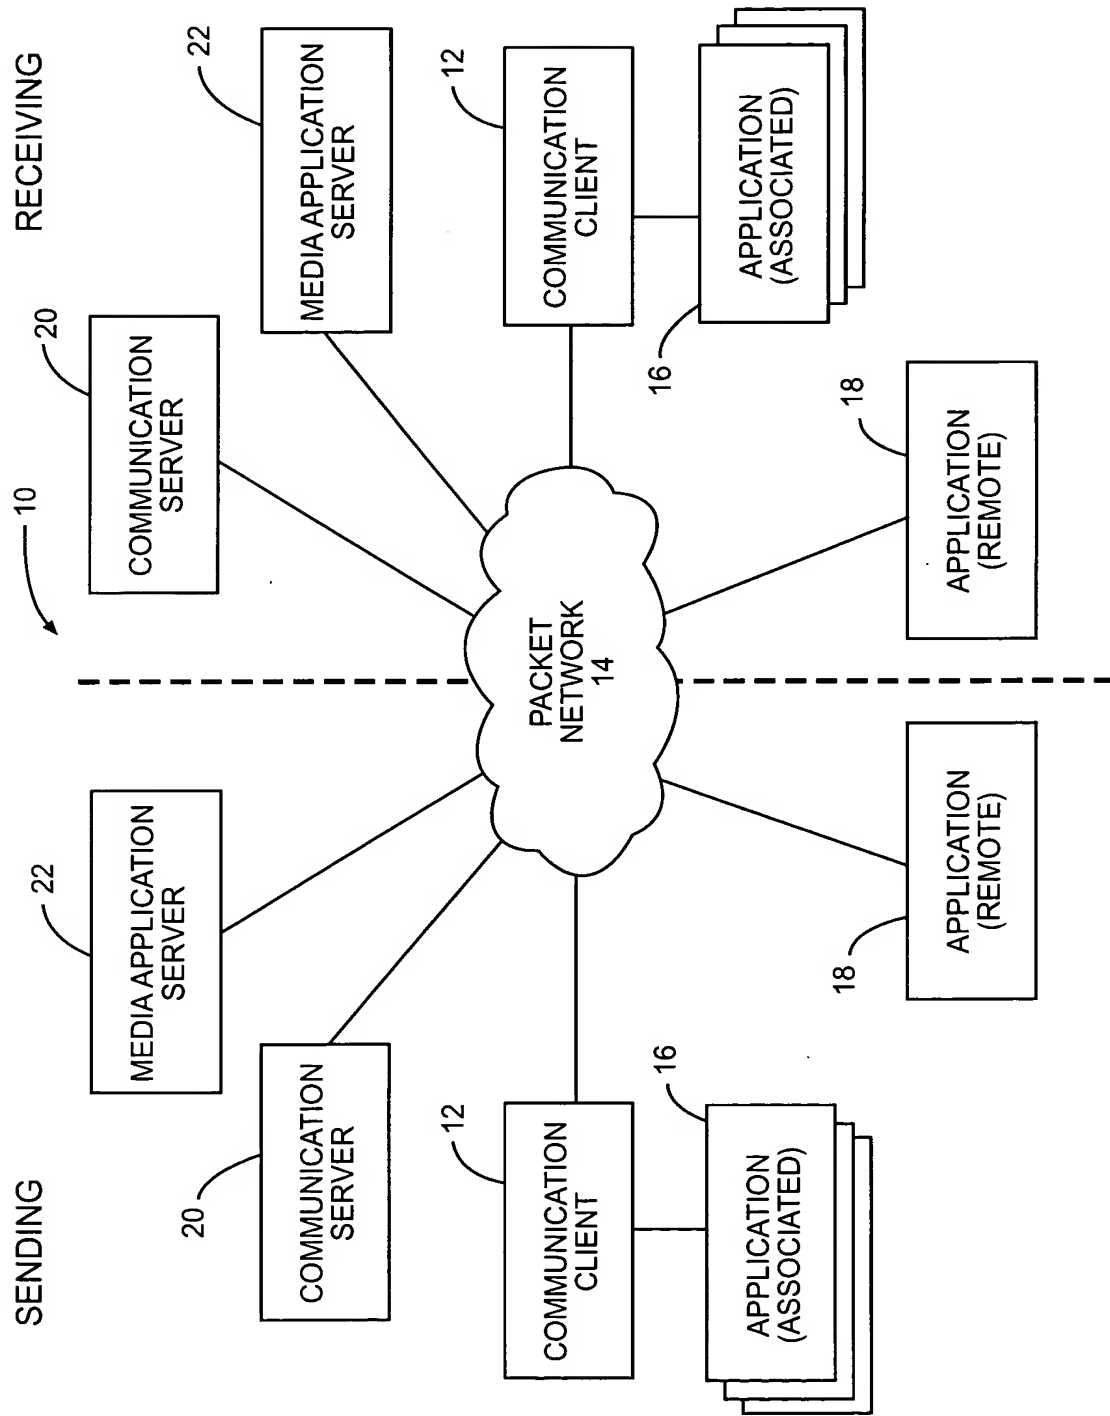 SENDING
RECEIVING
10
22
MEDIA APPLICATION
SERVER
20
COMMUNICATION
SERVER
20
COMMUNICATION
SERVER
22
MEDIA APPLICATION
SERVER
12
COMMUNICATION
CLIENT
PACKET
NETWORK
14
12
COMMUNICATION
CLIENT
16
APPLICATION
(ASSOCIATED)
18
APPLICATION
(REMOTE)
18
APPLICATION
(REMOTE)
16
APPLICATION
(ASSOCIATED)